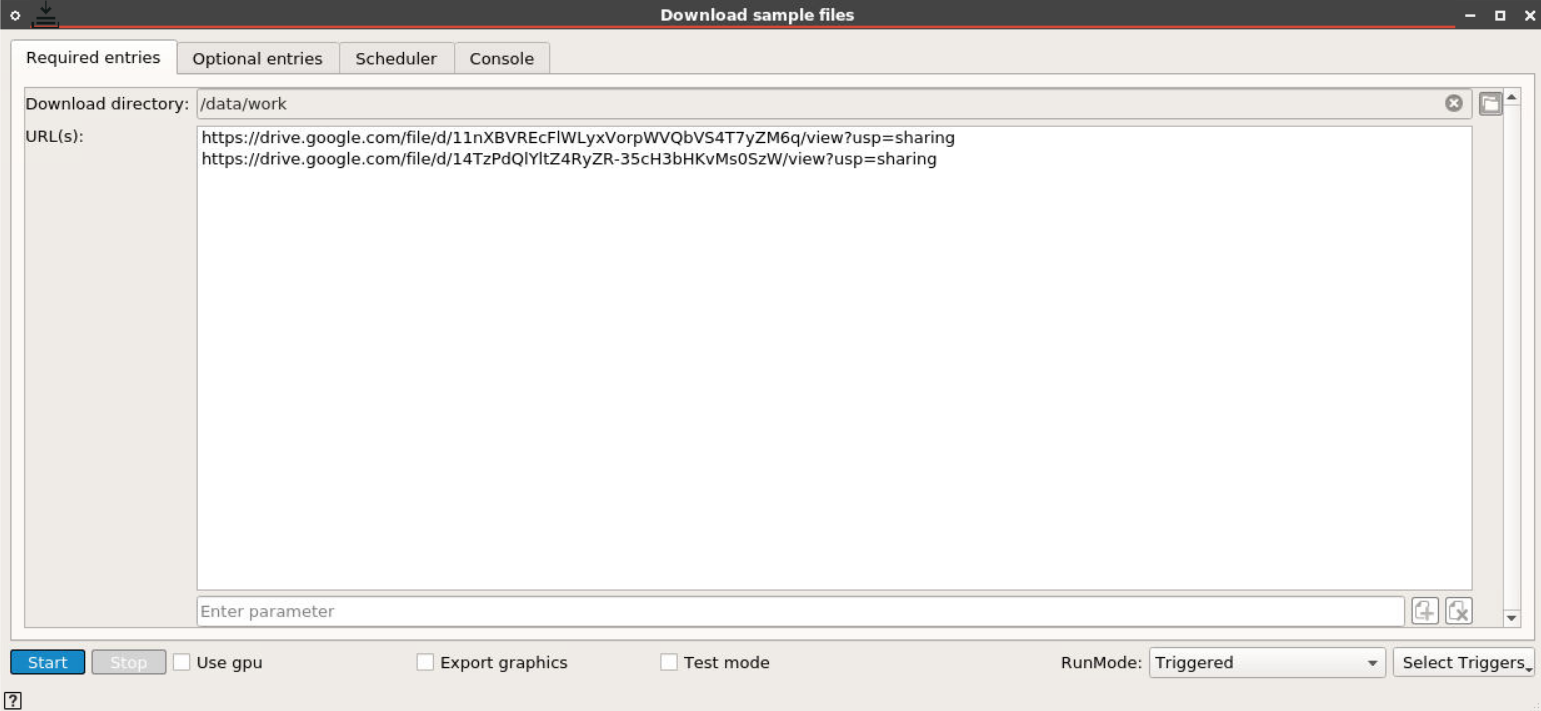 Download sample files
Required entries
Optional entries
Scheduler
Console
Download directory:
/data/work
URL(s):
https://drive.google.com/file/d/11nXBVREcFlWLyxVorpWVQbVS4T7yZM6q/view?usp=sharing
https://drive.google.com/file/d/14TzPdQlYltZ4RyZR-35cH3bHKvMs0SzW/view?usp=sharing
Enter parameter
Start
Stop
Use gpu
Export graphics
Test mode
RunMode:
Triggered
Select Triggers
?